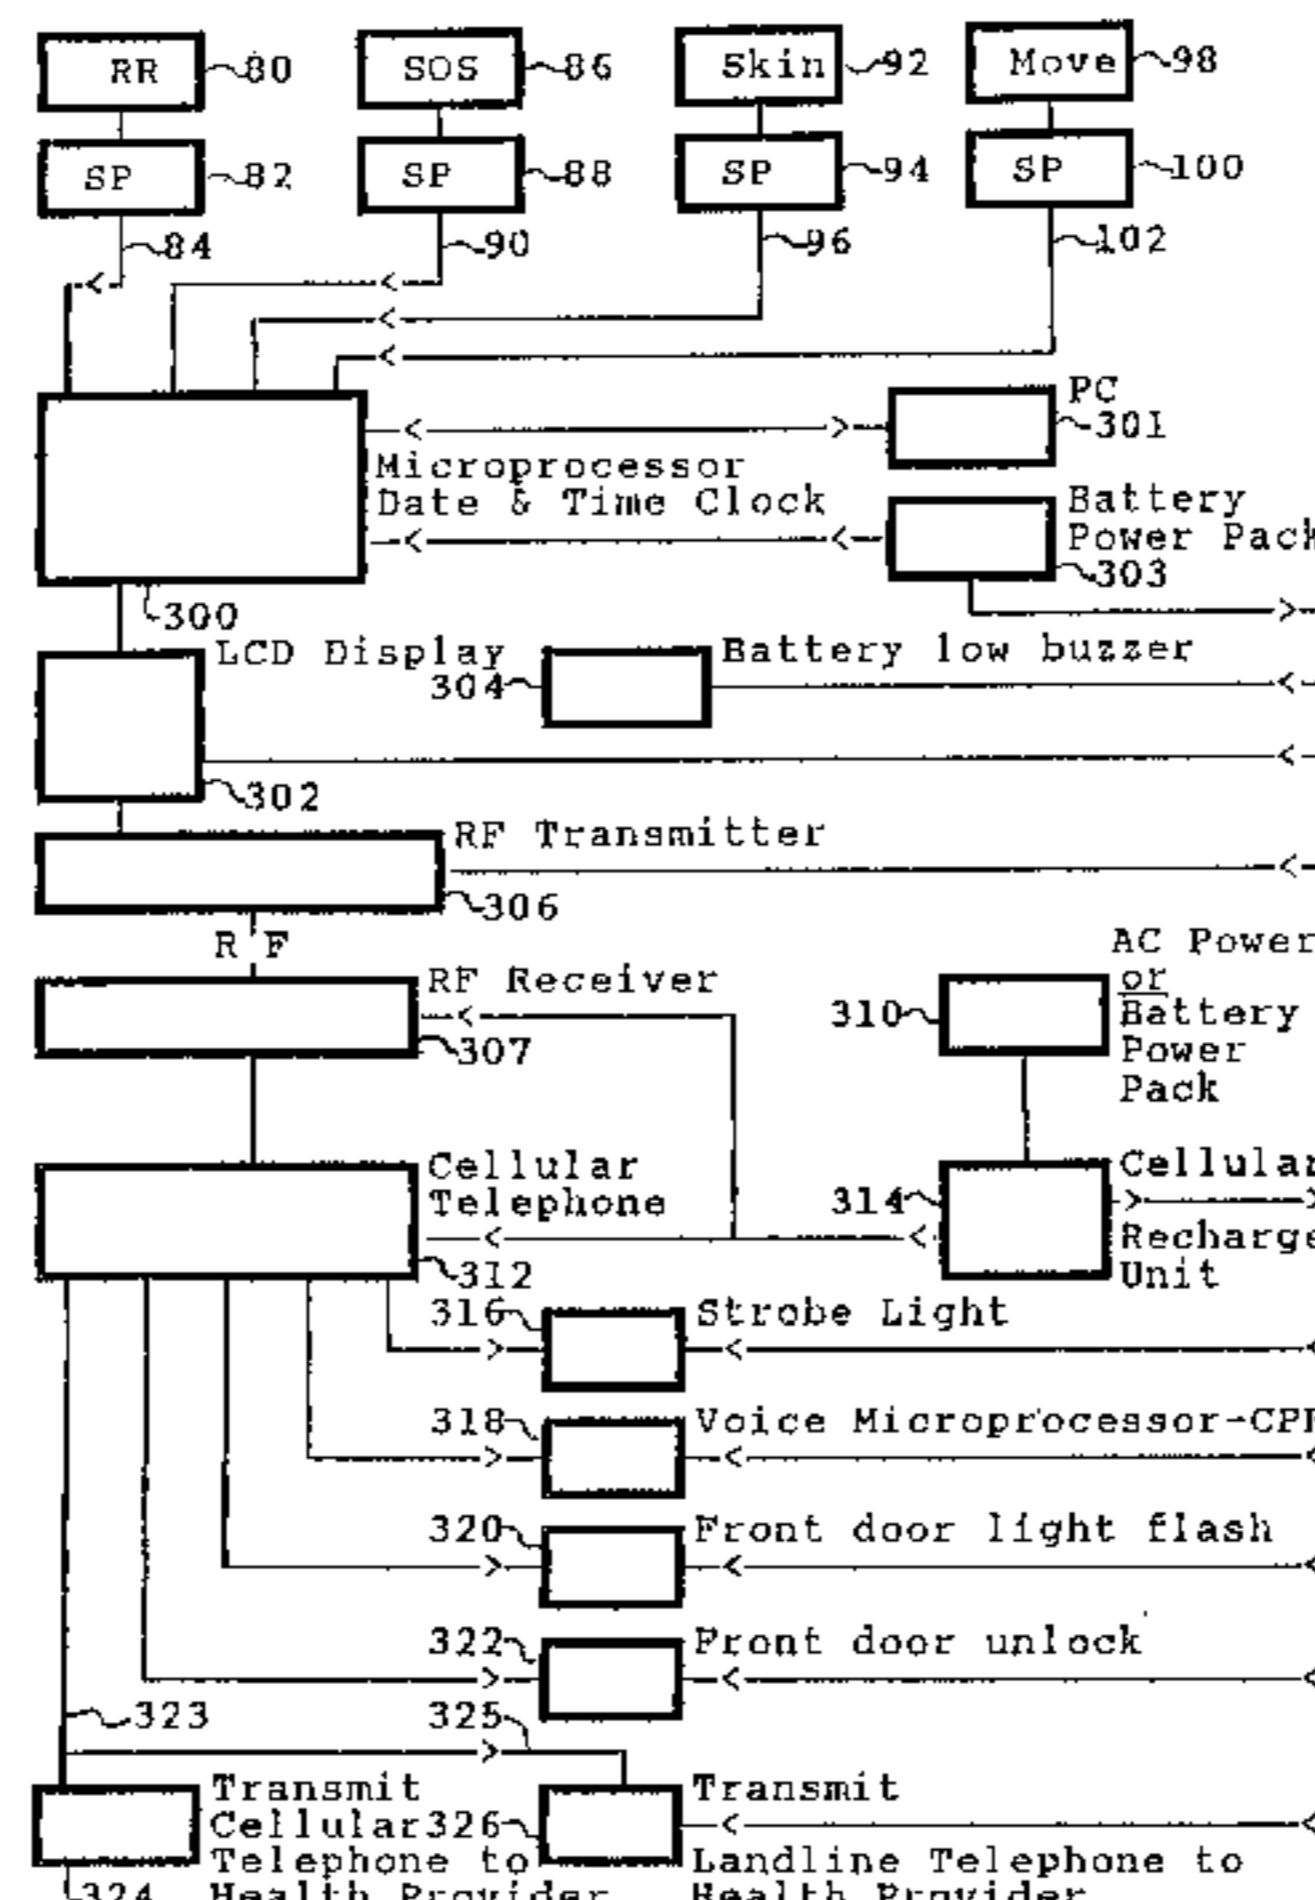 RR 80 SOS 86 Skin 92 Move 98
SP 82 SP 88 SP 94 SP 100
84 90 96 102
PC
301
Microprocessor
Date & Time Clock
Battery
Power Pack
303
300
LCD Display
304
Battery low buzzer
302
RF Transmitter
306
R F
RF Receiver
307
310
AC Power
or
Battery
Power
Pack
Cellular
Telephone
312
314
Cellular
Recharge
Unit
316 Strobe Light
318 Voice Microprocessor-CPR
320 Front door light flash
322 Front door unlock
323 325
Transmit
Cellular
Telephone to
Health Provider
324
326
Transmit
Landline Telephone to
Health Provider